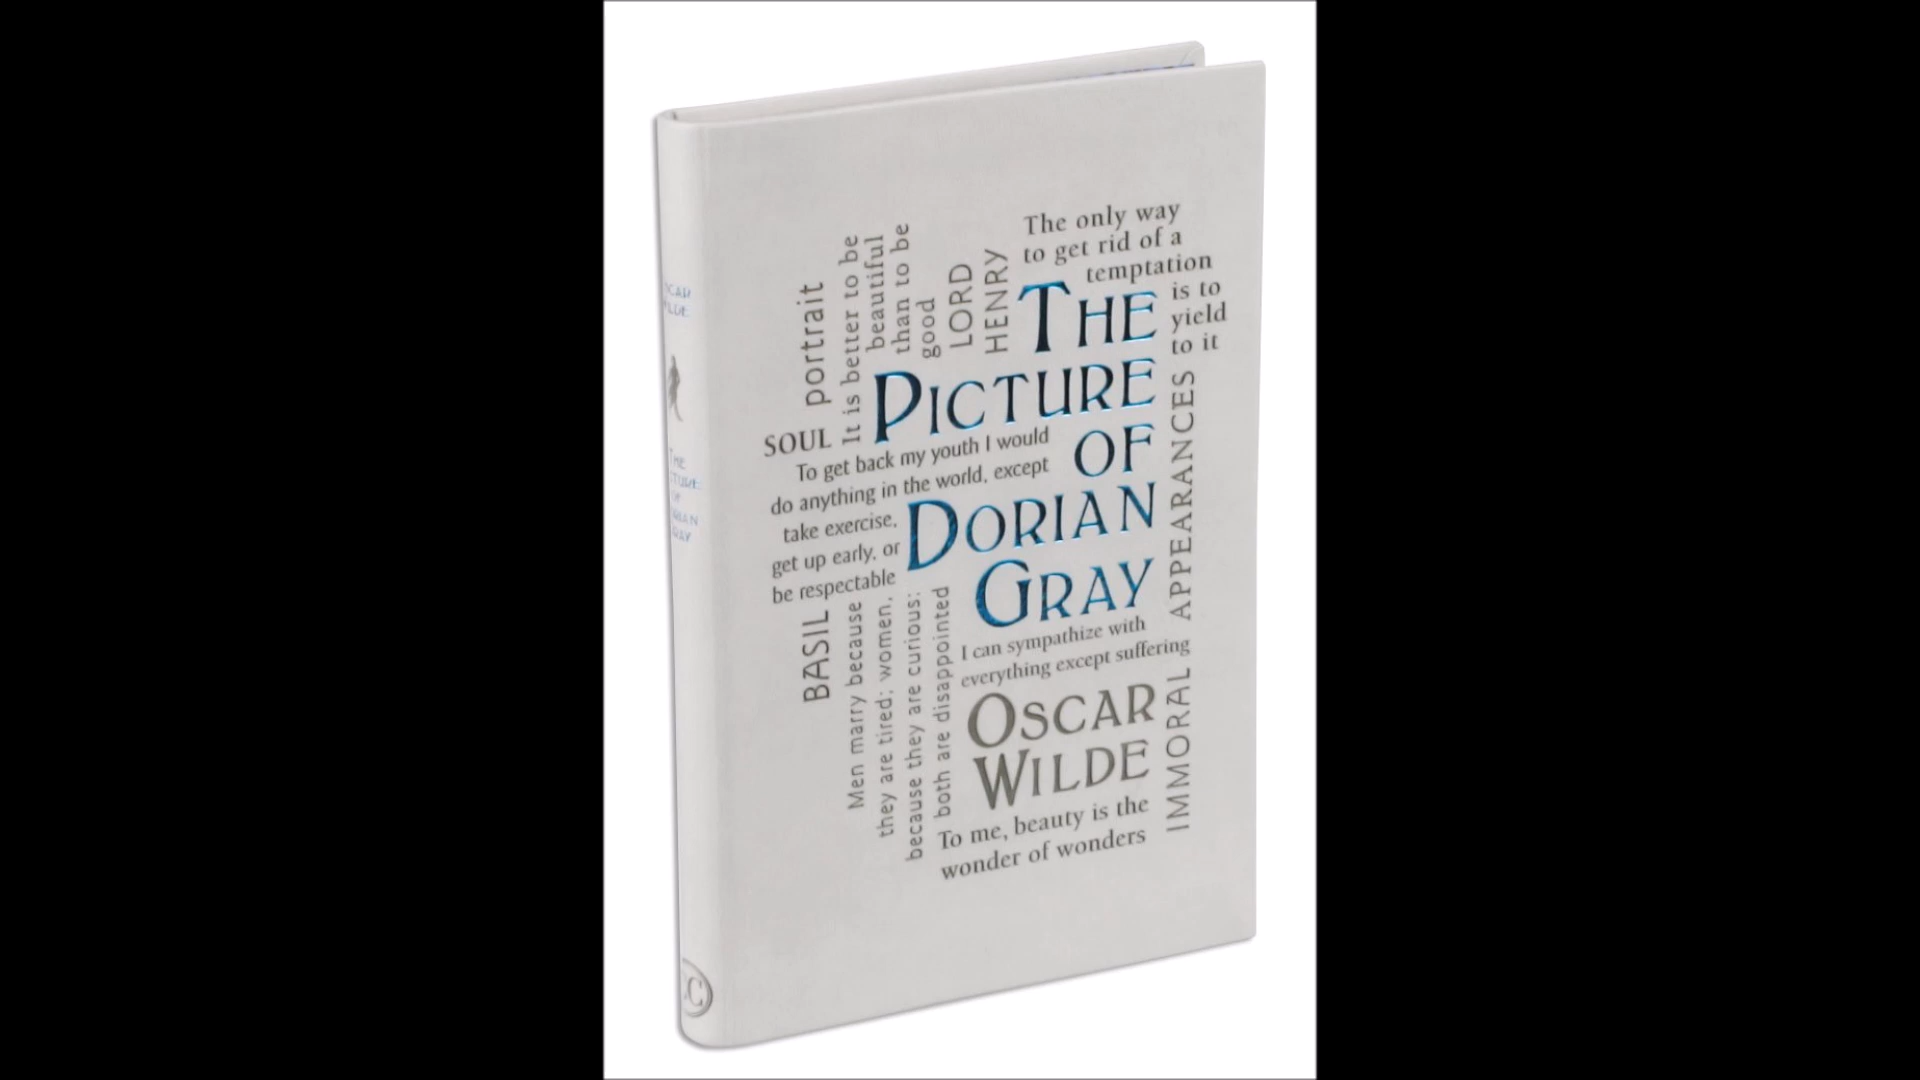 The only way
to get rid of a
temptation
is to
yield
to it
portrait
It is better to be
beautiful
than to be
good
LORD
HENRY
THE
PICTURE
OF
DORIAN
GRAY
SOUL
To get back my youth I would
do anything in the world, except
take exercise,
get up early, or
be respectable
APPEARANCES
BASIL
Men marry because
they are tired; women,
because they are curious:
both are disappointed
I can sympathize with
everything except suffering
OSCAR
WILDE
IMMORAL
To me, beauty is the
wonder of wonders